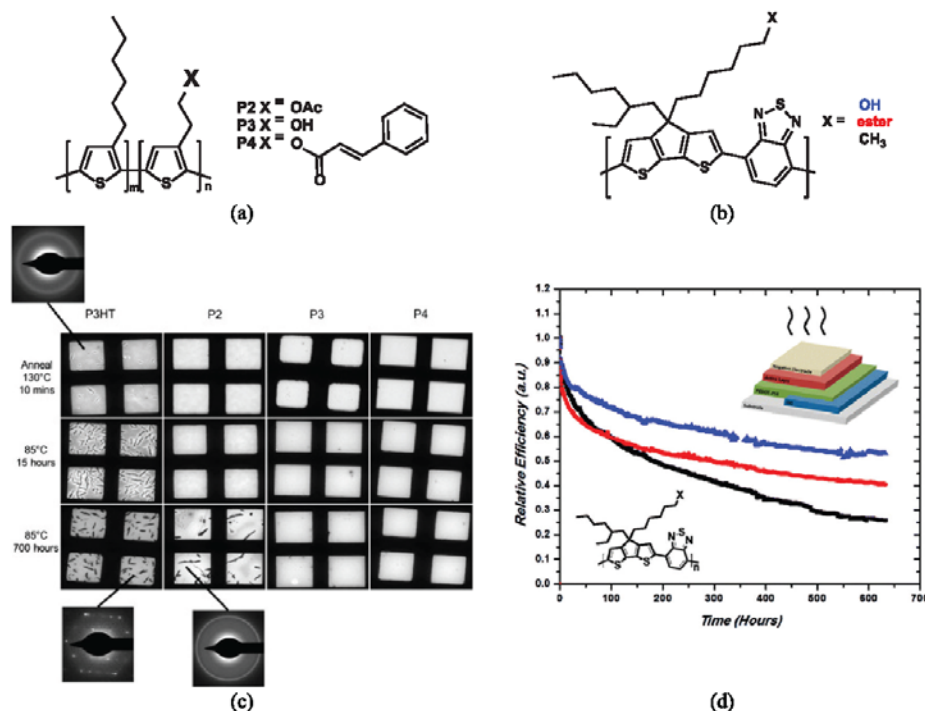 (a)
X
P2 X = OAc
P3 X = OH
P4 X = O
O
S
m
S
n
(b)
X
S
N N
S S
n
X = OH
ester
CH3
(c)
P3HT P2 P3 P4
Anneal
130°C
10 mins
85°C
15 hours
85°C
700 hours
(d)
Relative Efficiency (a.u.)
1.2
1.1
1.0
0.9
0.8
0.7
0.6
0.5
0.4
0.3
0.2
0.1
0.0
0 100 200 300 400 500 600 700
Time (Hours)
Substrate
X
N S N
S S
n